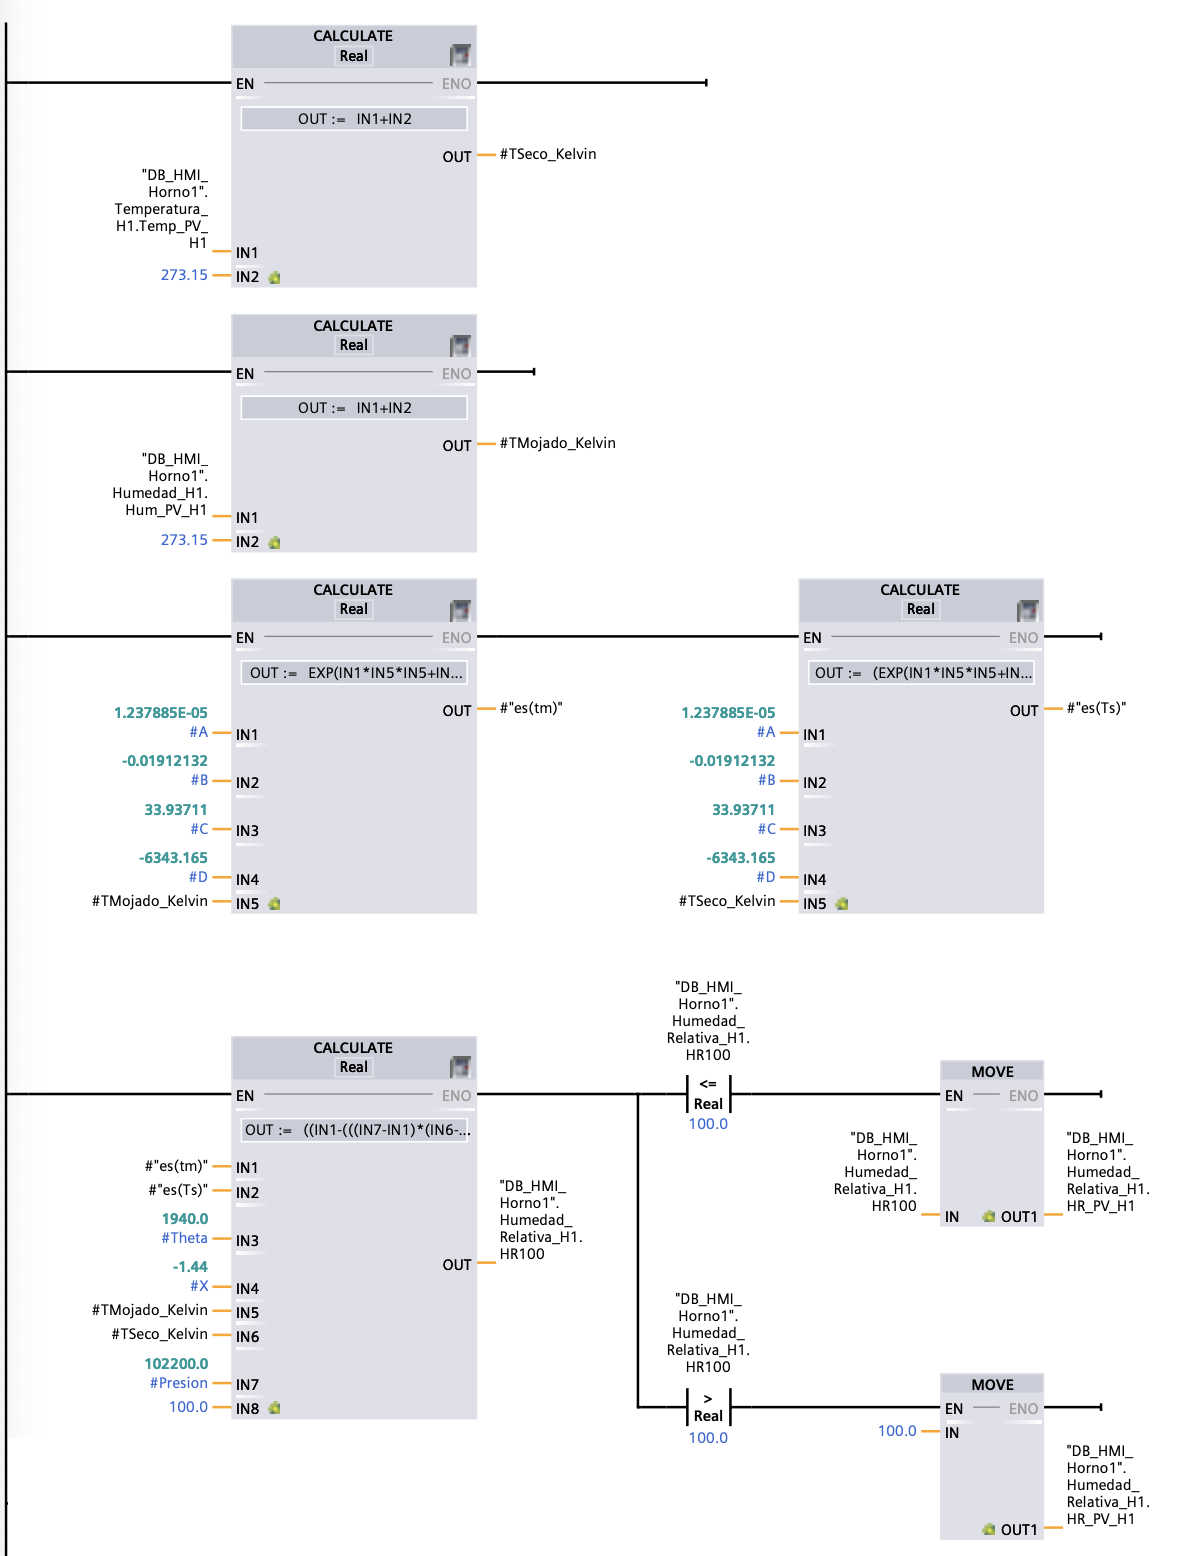 CALCULATE
Real
EN
ENO
OUT := IN1+IN2
OUT
#TSeco_Kelvin
"DB_HMI_
Horno1".
Temperatura_
H1.Temp_PV_
H1
IN1
273.15
IN2
CALCULATE
Real
EN
ENO
OUT := IN1+IN2
OUT
#TMojado_Kelvin
"DB_HMI_
Horno1".
Humedad_H1.
Hum_PV_H1
IN1
273.15
IN2
CALCULATE
Real
EN
ENO
OUT := EXP(IN1*IN5*IN5+IN...
OUT
#"es(tm)"
1.237885E-05
#A
IN1
-0.01912132
#B
IN2
33.93711
#C
IN3
-6343.165
#D
IN4
#TMojado_Kelvin
IN5
CALCULATE
Real
EN
ENO
OUT := (EXP(IN1*IN5*IN5+IN...
OUT
#"es(Ts)"
1.237885E-05
#A
IN1
-0.01912132
#B
IN2
33.93711
#C
IN3
-6343.165
#D
IN4
#TSeco_Kelvin
IN5
CALCULATE
Real
EN
ENO
OUT := ((IN1-(((IN7-IN1)*(IN6-...
#"es(tm)"
IN1
#"es(Ts)"
IN2
1940.0
#Theta
IN3
-1.44
#X
IN4
#TMojado_Kelvin
IN5
#TSeco_Kelvin
IN6
102200.0
#Presion
IN7
100.0
IN8
OUT
"DB_HMI_
Horno1".
Humedad_
Relativa_H1.
HR100
"DB_HMI_
Horno1".
Humedad_
Relativa_H1.
HR100
<=
Real
100.0
MOVE
EN
ENO
"DB_HMI_
Horno1".
Humedad_
Relativa_H1.
HR100
IN
OUT1
"DB_HMI_
Horno1".
Humedad_
Relativa_H1.
HR_PV_H1
"DB_HMI_
Horno1".
Humedad_
Relativa_H1.
HR100
>
Real
100.0
MOVE
EN
ENO
100.0
IN
OUT1
"DB_HMI_
Horno1".
Humedad_
Relativa_H1.
HR_PV_H1